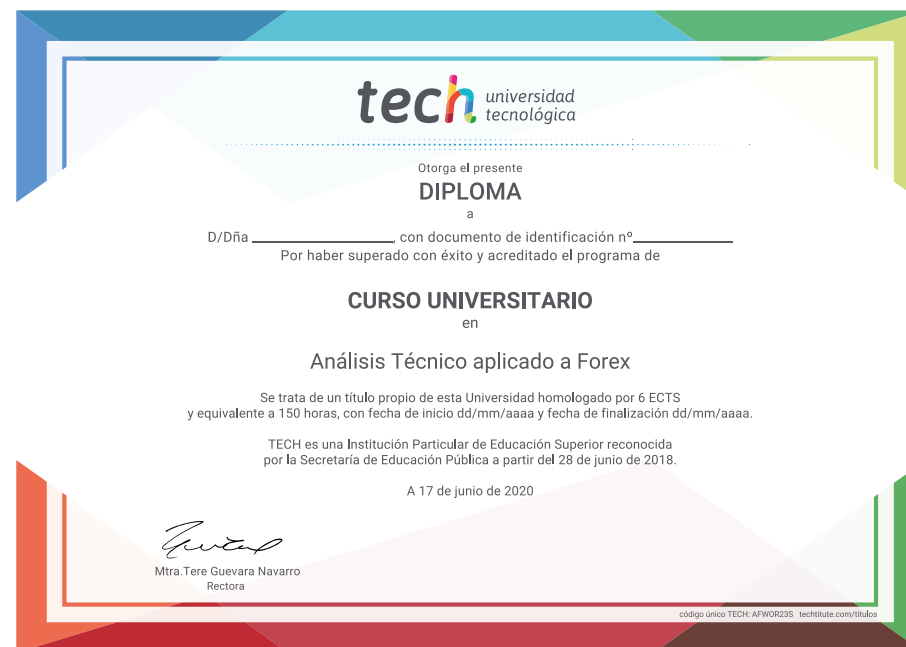 tech universidad
tecnológica
Otorga el presente
DIPLOMA
a
D/Dña ____________________, con documento de identificación nº______________
Por haber superado con éxito y acreditado el programa de
CURSO UNIVERSITARIO
en
Análisis Técnico aplicado a Forex
Se trata de un título propio de esta Universidad homologado por 6 ECTS
y equivalente a 150 horas, con fecha de inicio dd/mm/aaaa y fecha de finalización dd/mm/aaaa.
TECH es una Institución Particular de Educación Superior reconocida
por la Secretaría de Educación Pública a partir del 28 de junio de 2018.
A 17 de junio de 2020
Mtra.Tere Guevara Navarro
Rectora
código único TECH: AFWOR23S techtitute.com/titulos